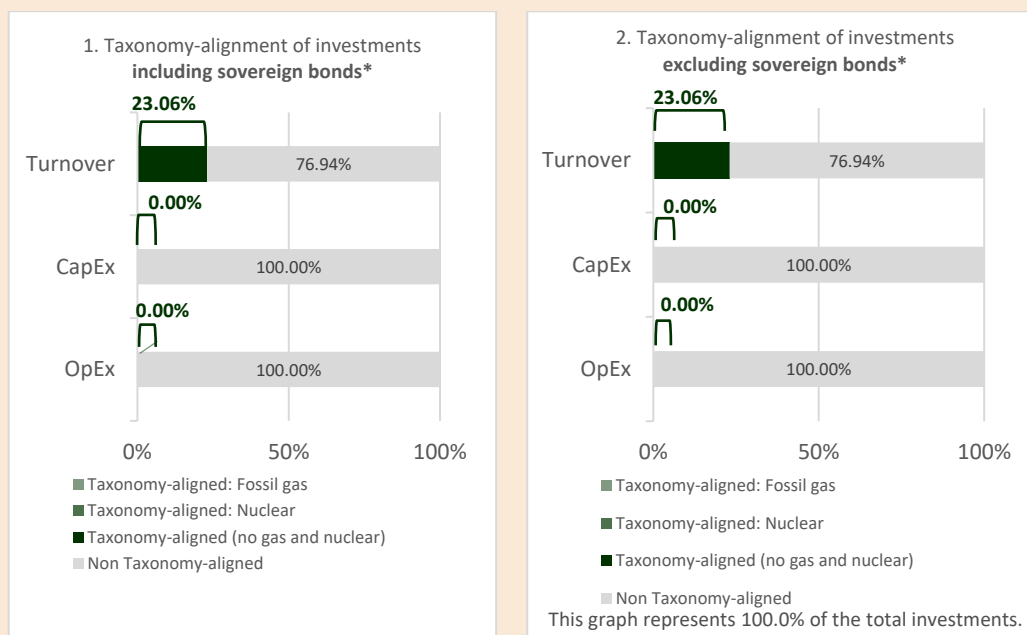 1. Taxonomy-alignment of investments
including sovereign bonds*
23.06%
Turnover
76.94%
0.00%
CapEx
100.00%
0.00%
OpEx
100.00%
0% 50% 100%
Taxonomy-aligned: Fossil gas
Taxonomy-aligned: Nuclear
Taxonomy-aligned (no gas and nuclear)
Non Taxonomy-aligned
2. Taxonomy-alignment of investments
excluding sovereign bonds*
23.06%
Turnover
76.94%
0.00%
CapEx
100.00%
0.00%
OpEx
100.00%
0% 50% 100%
Taxonomy-aligned: Fossil gas
Taxonomy-aligned: Nuclear
Taxonomy-aligned (no gas and nuclear)
Non Taxonomy-aligned
This graph represents 100.0% of the total investments.